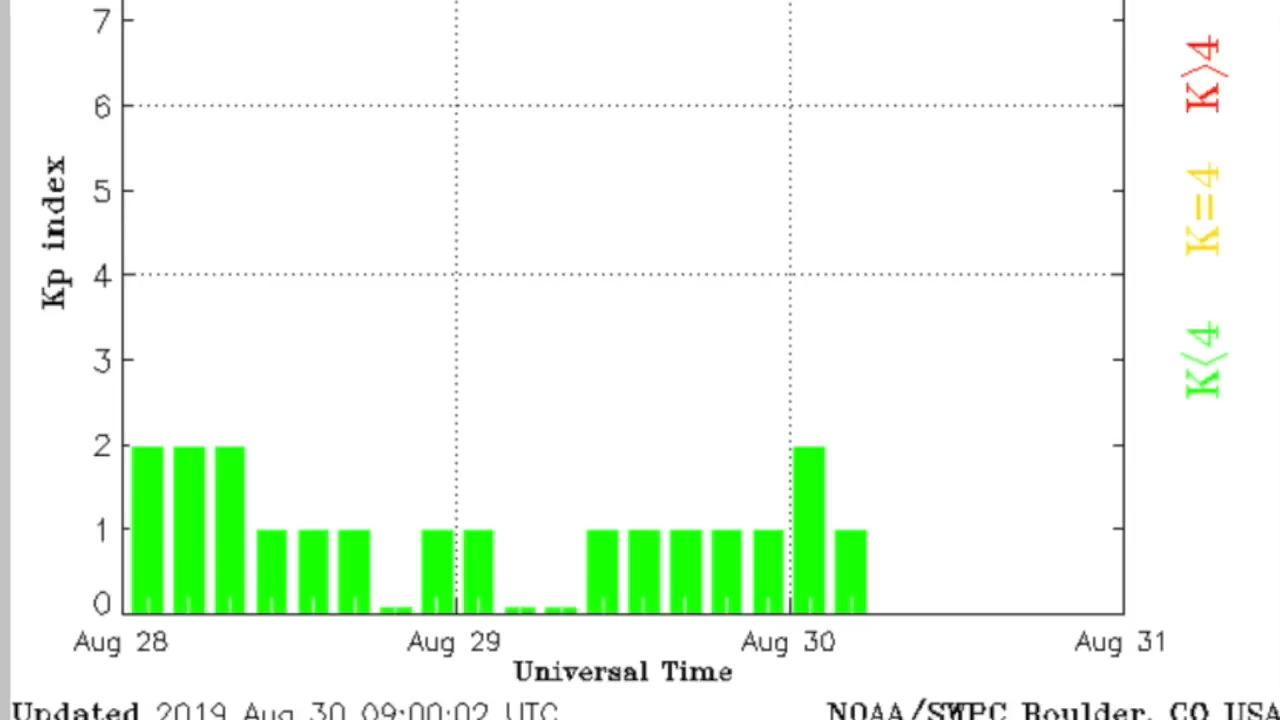 7
6
5
4
3
2
1
0
Kp index
Aug 28 Aug 29 Aug 30 Aug 31
Universal Time
Updated 2019 Aug 30 09:00:02 UTC NOAA/SWPC Boulder, CO USA
K>4
K=4
K<4